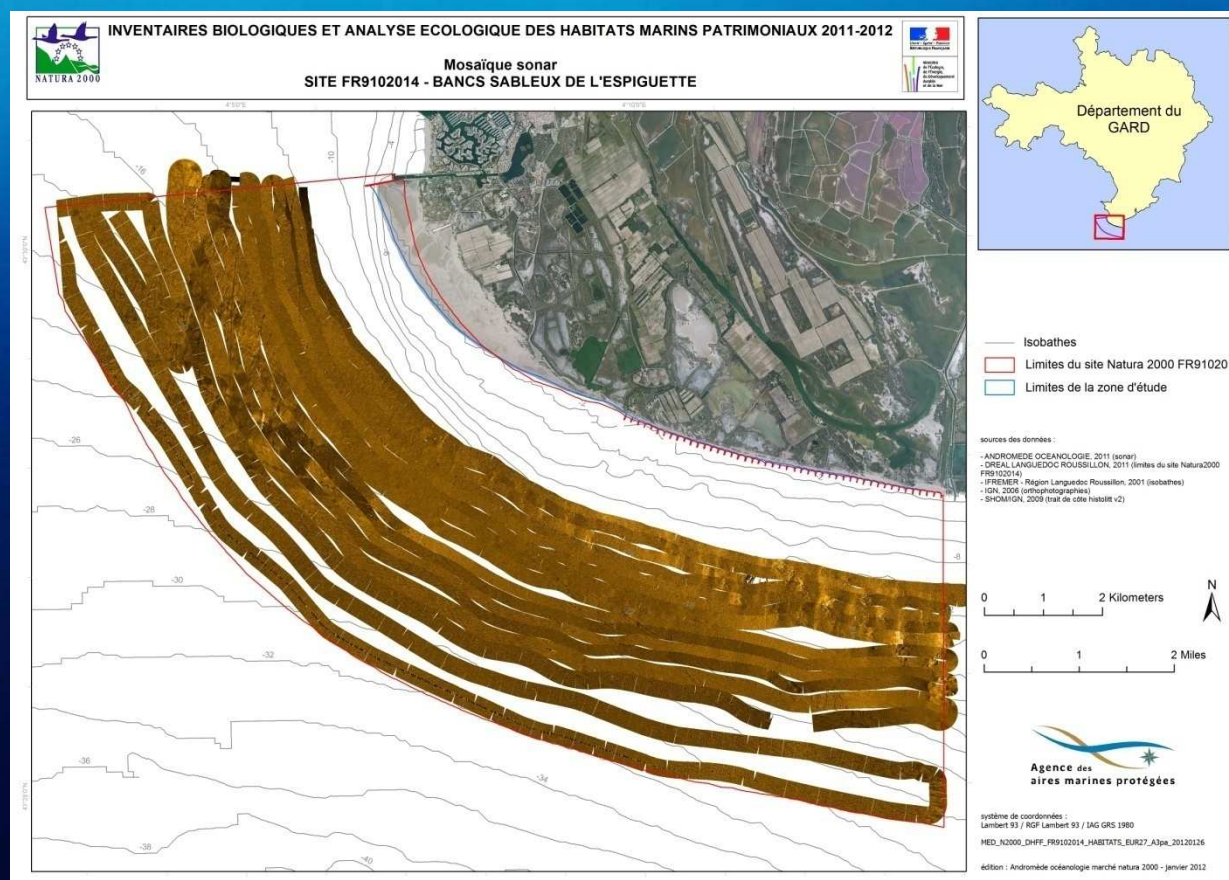 INVENTAIRES BIOLOGIQUES ET ANALYSE ECOLOGIQUE DES HABITATS MARINS PATRIMONIAUX 2011-2012
Mosaïque sonar
SITE FR9102014 - BANCS SABLEUX DE L'ESPIGUETTE
NATURA 2000
Département du
GARD
-16
-10
-26
-28
-30
-32
-34
-36
-38
-40
-8
Isobathes
Limites du site Natura 2000 FR91020
Limites de la zone d'étude
sources des données :
- ANDROMEDE OCEANOLOGIE, 2011 (sonar)
- DREAL LANGUEDOC ROUSSILLON, 2011 (limites du site Natura2000
FR9102014)
- IFREMER - Région Languedoc Roussillon, 2001 (isobathes)
- IGN, 2006 (orthophotographies)
- SHOM/IGN, 2009 (trait de côte histolitt v2)
N
0 1 2 Kilometers
0 1 2 Miles
Agence des
aires marines protégées
système de coordonnées :
Lambert 93 / RGF Lambert 93 / IAG GRS 1980
MED_N2000_DHFF_FR9102014_HABITATS_EUR27_A3pa_20120126
édition : Andromède océanologie marché natura 2000 - janvier 2012